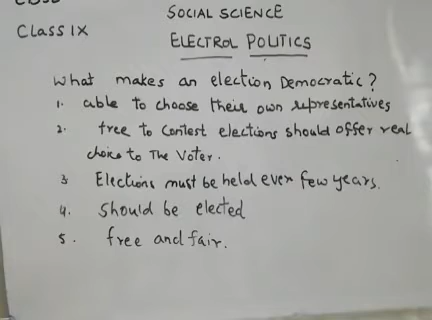 SOCIAL SCIENCE
Class IX
ELECTROL POLITICS
What makes an election Democratic?
1. able to choose their own representatives
2. free to contest elections should offer real
choice to The Voter.
3 Elections must be held ever few years.
4. should be elected
5. free and fair.